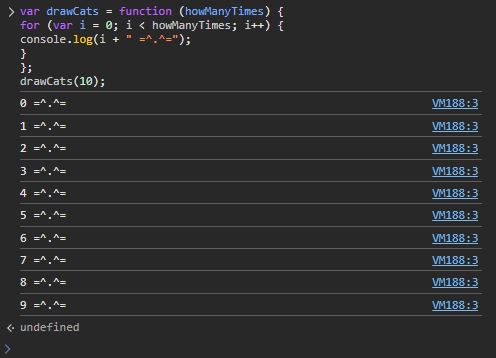 var drawCats = function (howManyTimes) {
for (var i = 0; i < howManyTimes; i++) {
console.log(i + " =^.^=");
}
};
drawCats(10);
0 =^.^= VM188:3
1 =^.^= VM188:3
2 =^.^= VM188:3
3 =^.^= VM188:3
4 =^.^= VM188:3
5 =^.^= VM188:3
6 =^.^= VM188:3
7 =^.^= VM188:3
8 =^.^= VM188:3
9 =^.^= VM188:3
undefined